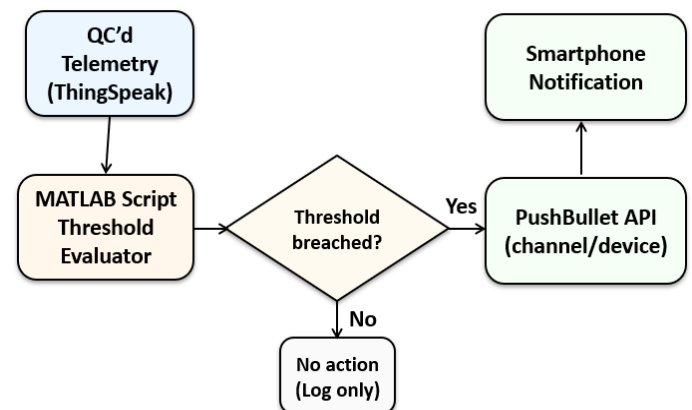 QC’d
Telemetry
(ThingSpeak)
MATLAB Script
Threshold
Evaluator
Threshold
breached?
Yes
PushBullet API
(channel/device)
Smartphone
Notification
No
No action
(Log only)